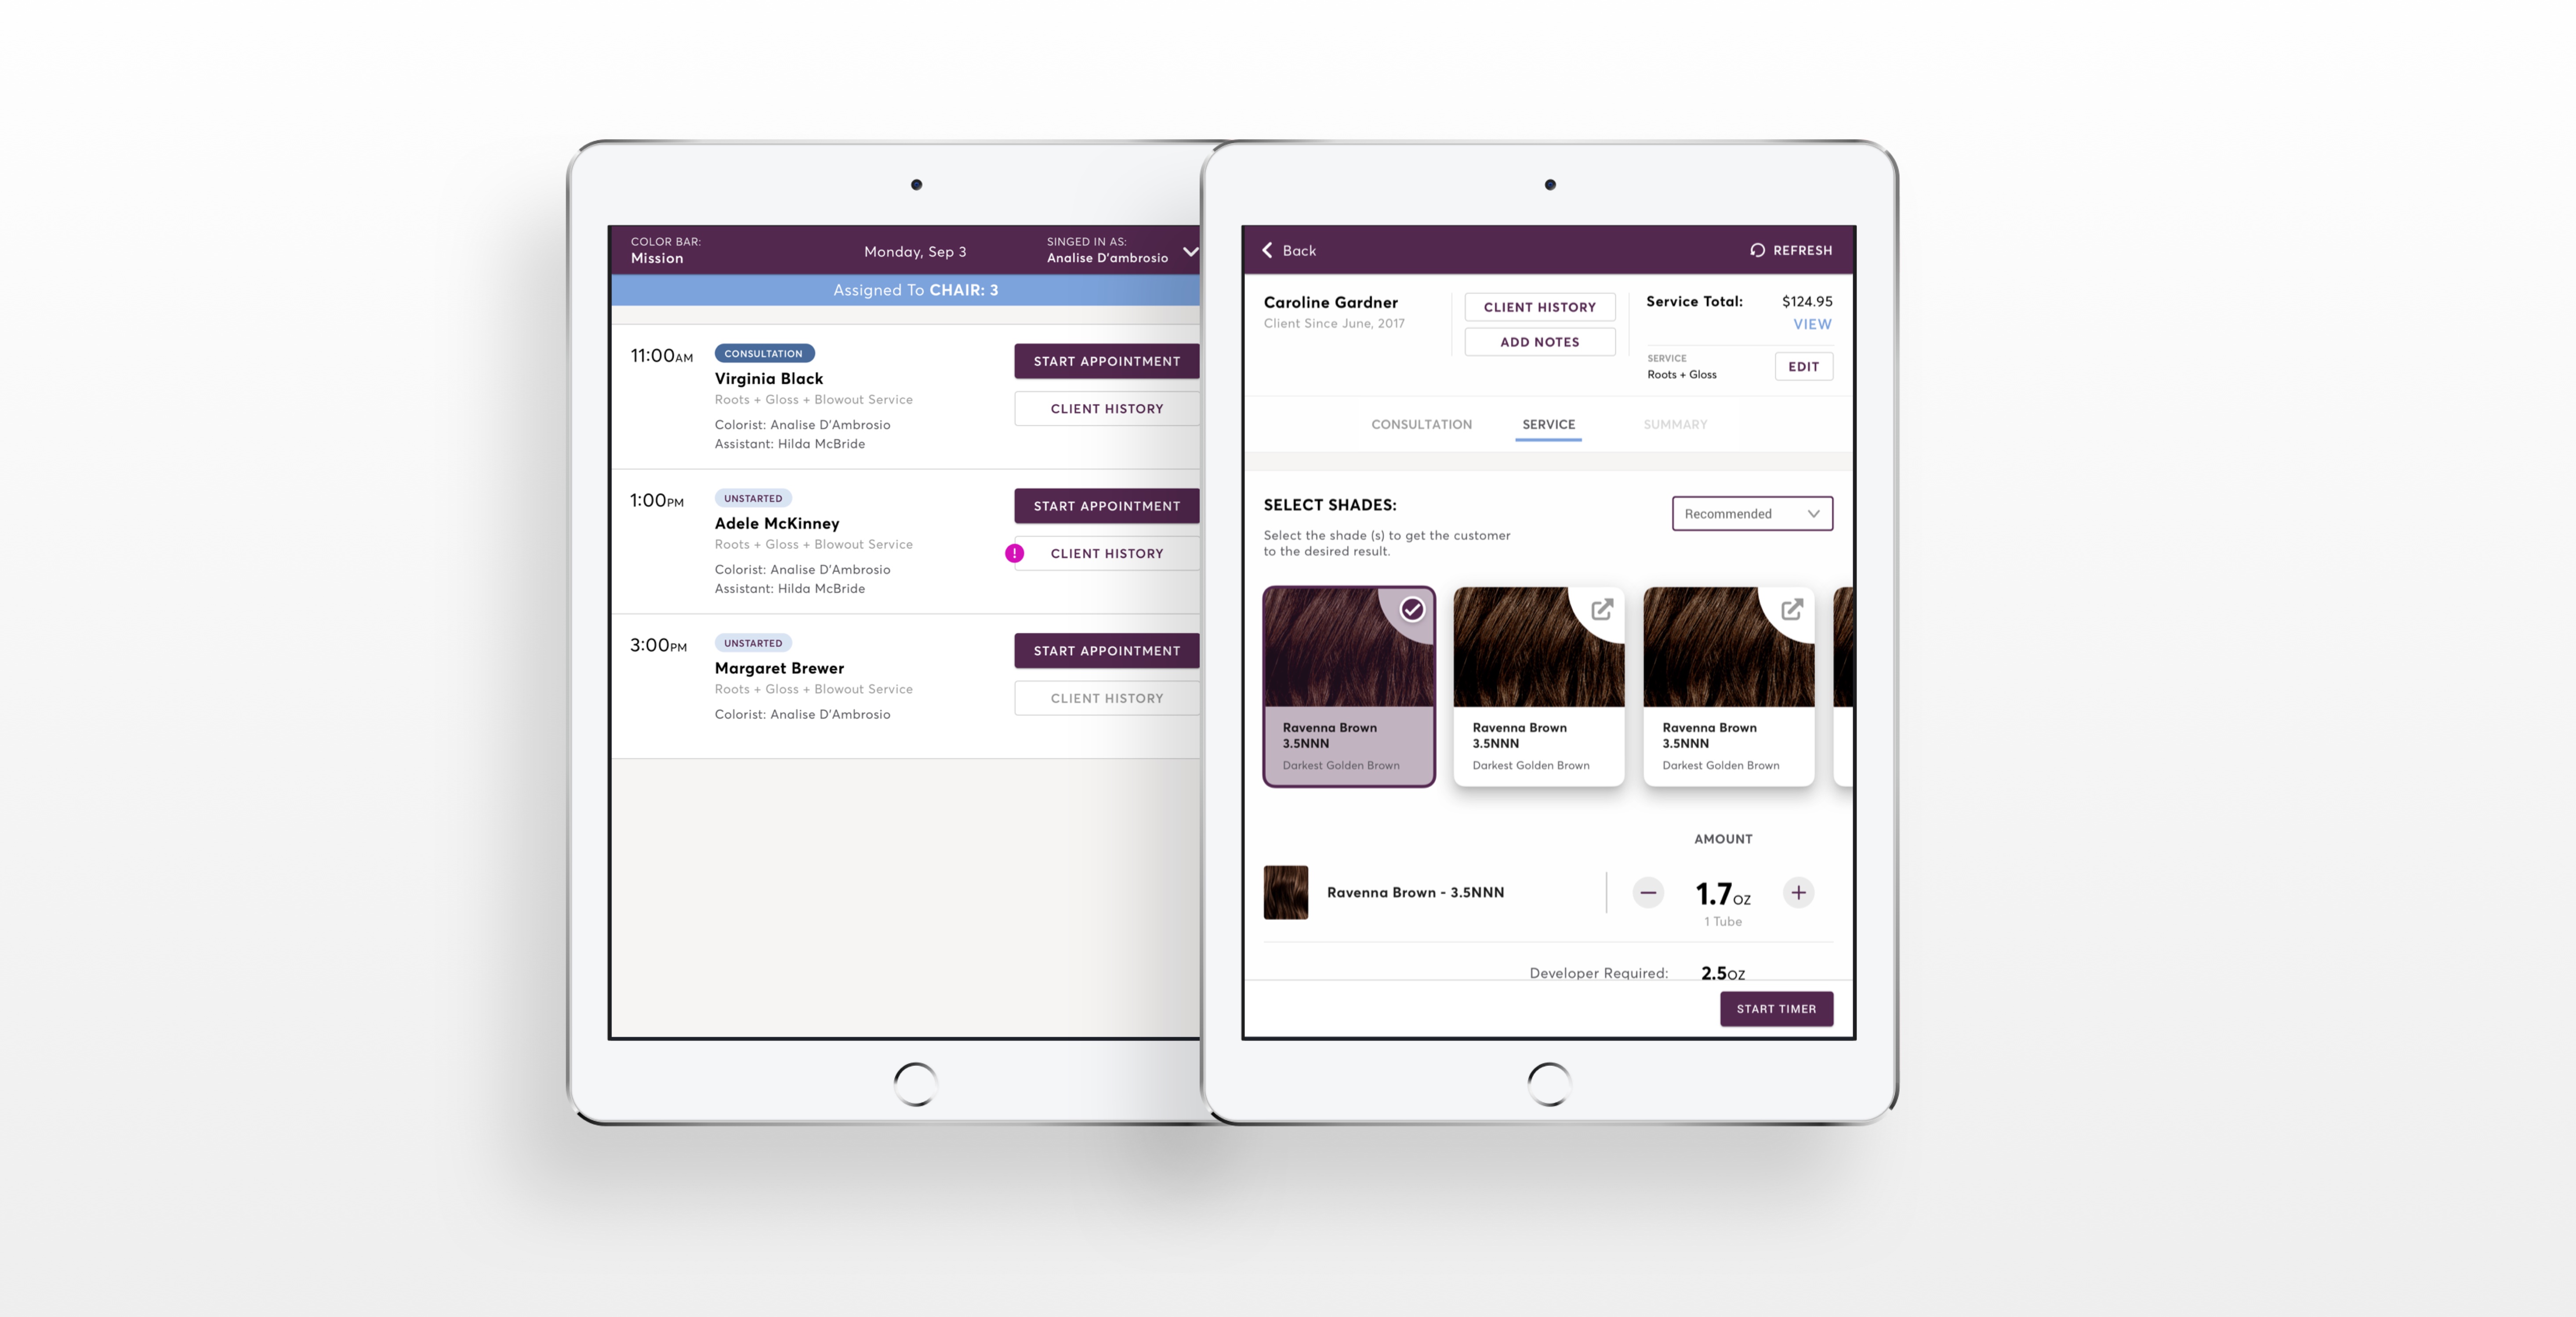 COLOR BAR:
Mission
Monday, Sep 3
SINGED IN AS:
Analise D'ambrosio
Assigned To CHAIR: 3
11:00AM
CONSULTATION
Virginia Black
Roots + Gloss + Blowout Service
Colorist: Analise D'Ambrosio
Assistant: Hilda McBride
START APPOINTMENT
CLIENT HISTORY
1:00PM
UNSTARTED
Adele McKinney
Roots + Gloss + Blowout Service
Colorist: Analise D'Ambrosio
Assistant: Hilda McBride
START APPOINTMENT
! CLIENT HISTORY
3:00PM
UNSTARTED
Margaret Brewer
Roots + Gloss + Blowout Service
Colorist: Analise D'Ambrosio
START APPOINTMENT
CLIENT HISTORY
Back
REFRESH
Caroline Gardner
Client Since June, 2017
CLIENT HISTORY
ADD NOTES
Service Total: $124.95
VIEW
SERVICE
Roots + Gloss
EDIT
CONSULTATION SERVICE SUMMARY
SELECT SHADES:
Select the shade (s) to get the customer
to the desired result.
Recommended
Ravenna Brown
3.5NNN
Darkest Golden Brown
Ravenna Brown
3.5NNN
Darkest Golden Brown
Ravenna Brown
3.5NNN
Darkest Golden Brown
AMOUNT
Ravenna Brown - 3.5NNN
1.7oz
1 Tube
Developer Required: 2.5oz
START TIMER